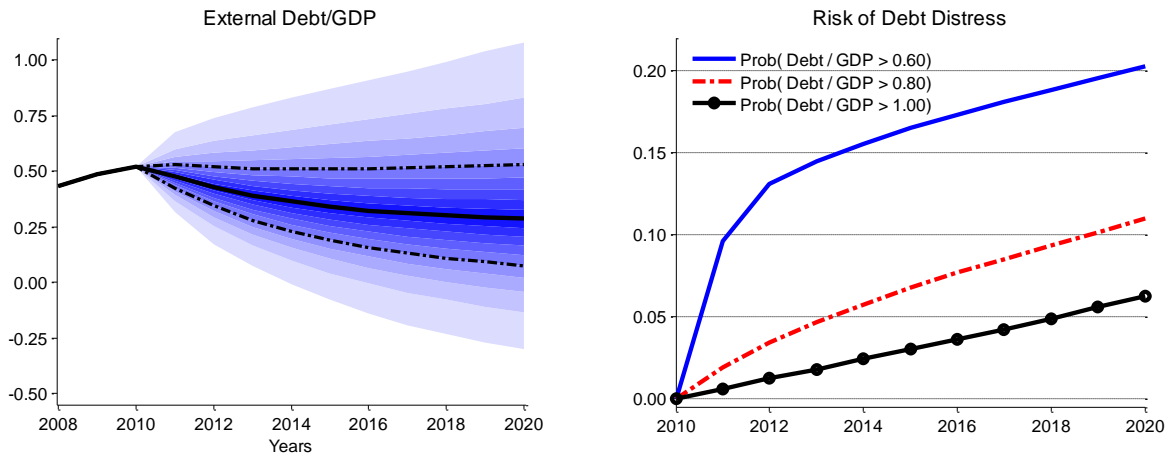 External Debt/GDP
1.00
0.75
0.50
0.25
0.00
-0.25
-0.50
2008 2010 2012 2014 2016 2018 2020
Years
Risk of Debt Distress
Prob( Debt / GDP > 0.60)
Prob( Debt / GDP > 0.80)
Prob( Debt / GDP > 1.00)
0.20
0.15
0.10
0.05
0.00
2010 2012 2014 2016 2018 2020